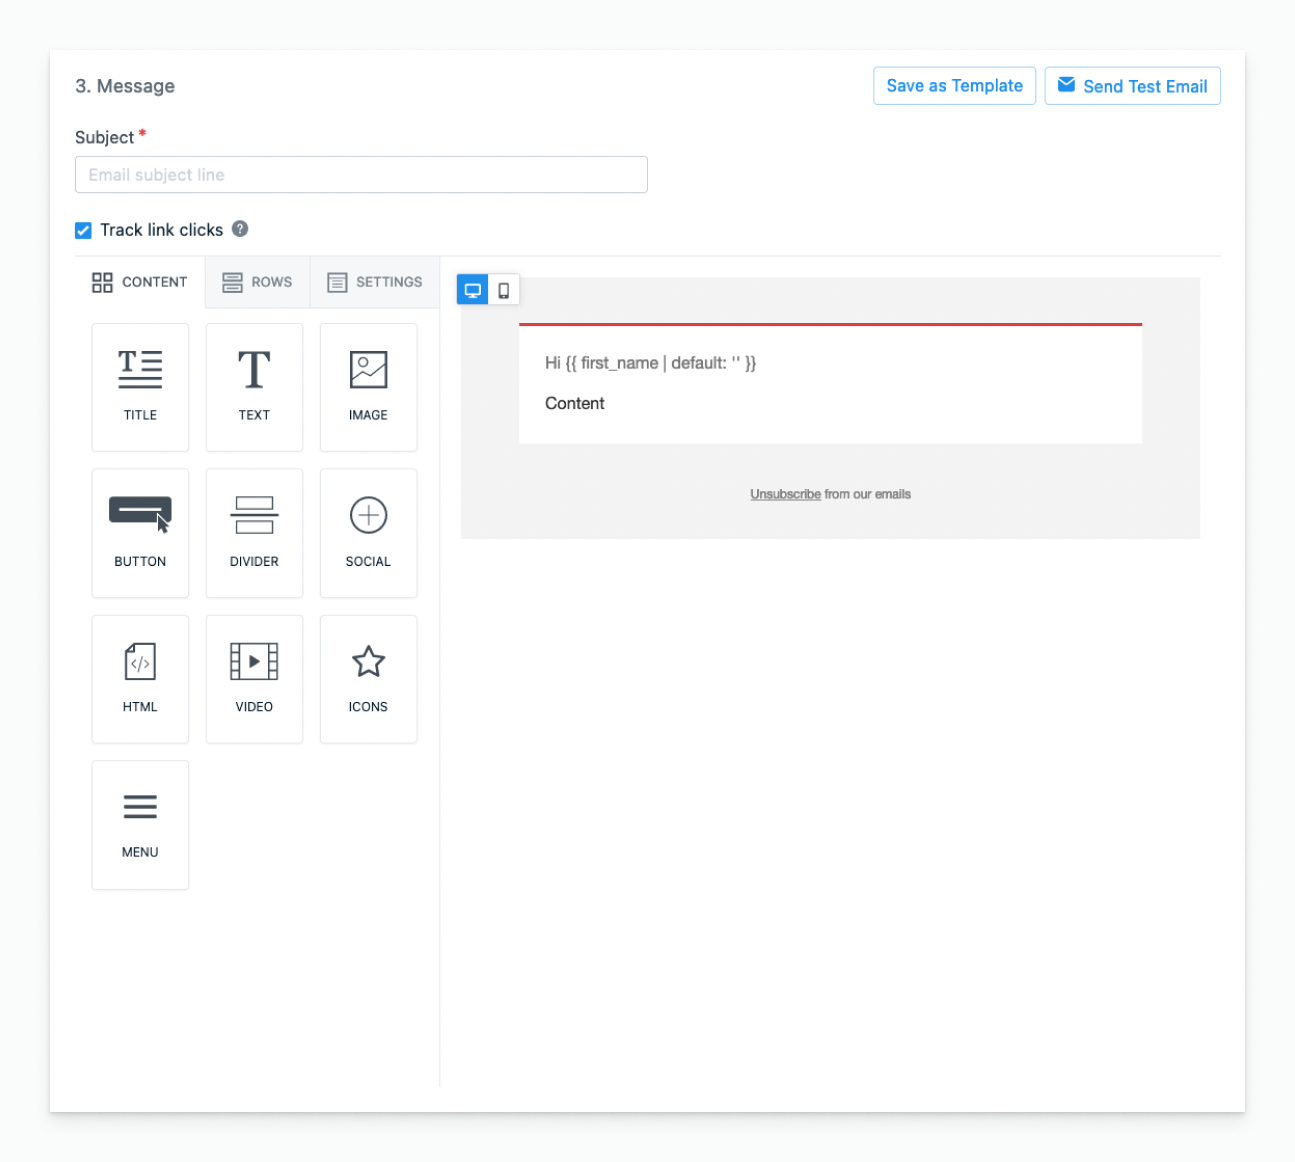 3. Message
Save as Template
Send Test Email
Subject *
Email subject line
Track link clicks ?
CONTENT
ROWS
SETTINGS
TITLE
TEXT
IMAGE
BUTTON
DIVIDER
SOCIAL
HTML
VIDEO
ICONS
MENU
Hi {{ first_name | default: '' }}
Content
Unsubscribe from our emails